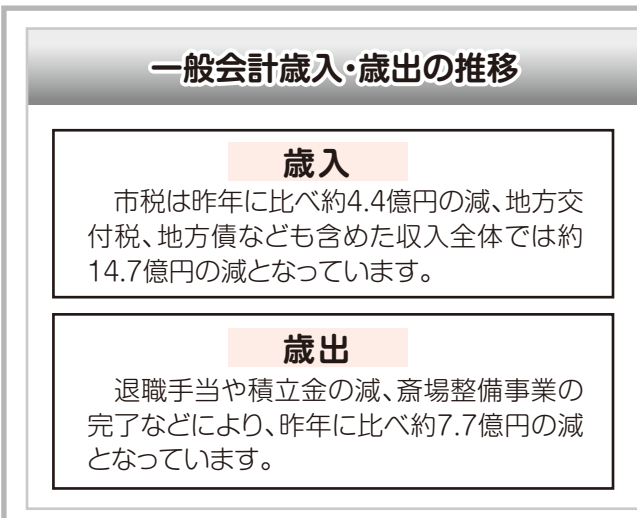 一般会計歳入・歳出の推移
歳入
市税は昨年に比べ約4.4億円の減、地方交
付税、地方債なども含めた収入全体では約
14.7億円の減となっています。
歳出
退職手当や積立金の減、斎場整備事業の
完了などにより、昨年に比べ約7.7億円の減
となっています。